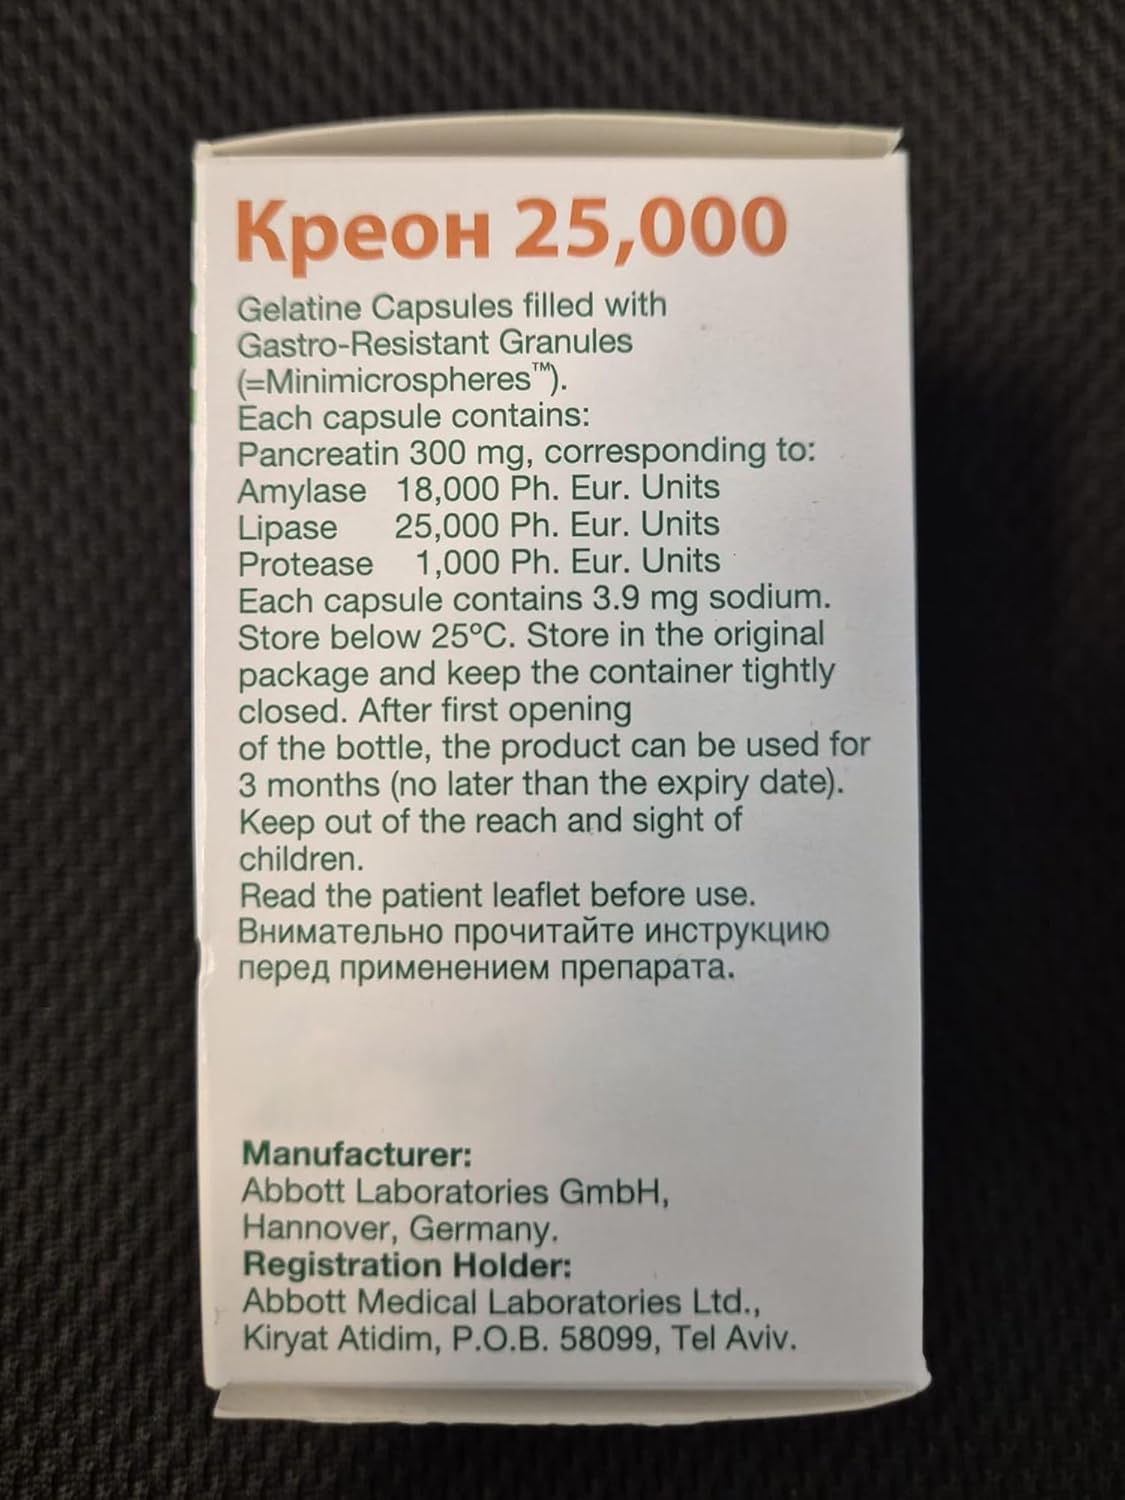 Креон 25,000
Gelatine Capsules filled with
Gastro-Resistant Granules
(=Minimicrospheres™).
Each capsule contains:
Pancreatin 300 mg, corresponding to:
Amylase 18,000 Ph. Eur. Units
Lipase 25,000 Ph. Eur. Units
Protease 1,000 Ph. Eur. Units
Each capsule contains 3.9 mg sodium.
Store below 25°C. Store in the original
package and keep the container tightly
closed. After first opening
of the bottle, the product can be used for
3 months (no later than the expiry date).
Keep out of the reach and sight of
children.
Read the patient leaflet before use.
Внимательно прочитайте инструкцию
перед применением препарата.
Manufacturer:
Abbott Laboratories GmbH,
Hannover, Germany.
Registration Holder:
Abbott Medical Laboratories Ltd.,
Kiryat Atidim, P.O.B. 58099, Tel Aviv.